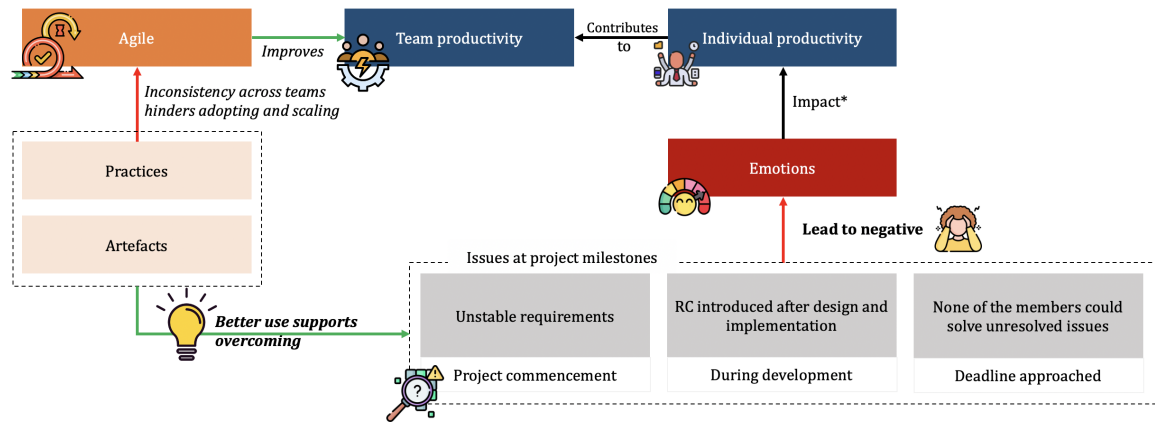 Agile
Improves
Team productivity
Contributes
to
Individual productivity
Inconsistency across teams
hinders adopting and scaling
Impact*
Practices
Artefacts
Emotions
Lead to negative
Issues at project milestones
Better use supports
overcoming
Unstable requirements
RC introduced after design and
implementation
None of the members could
solve unresolved issues
?
Project commencement
During development
Deadline approached